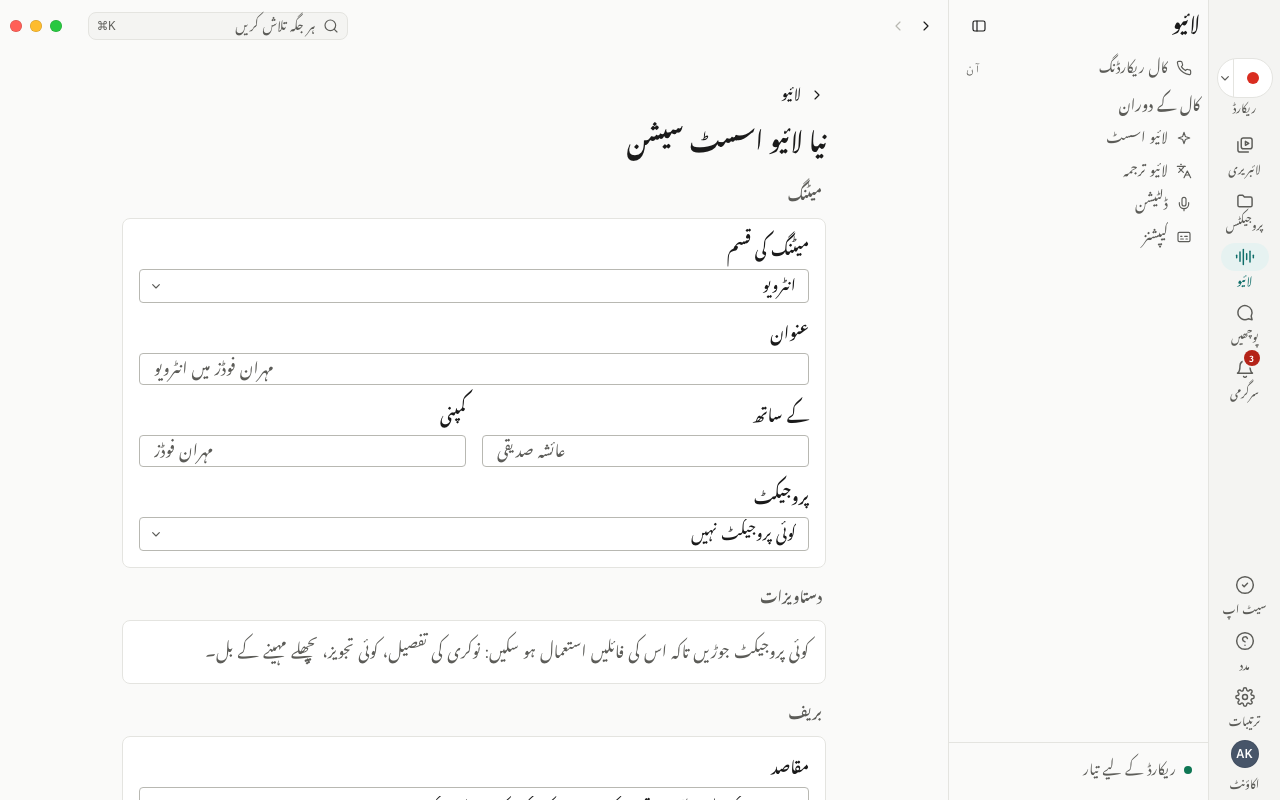 ریکارڈ
لائبریری
پروجیکٹس
لائیو
پوچھیں
3
سرگرمی
سیٹ اپ
مدد
ترتیبات
AK
اکاؤنٹ
لائیو
کال ریکارڈنگ
آن
کال کے دوران
لائیو اسسٹ
لائیو ترجمہ
ڈکٹیشن
کیپشنز
ریکارڈ کے لیے تیار
ہر جگہ تلاش کریں
⌘K
لائیو
نیا لائیو اسسٹ سیشن
میٹنگ
میٹنگ کی قسم
انٹرویو
عنوان
مہران فوڈز میں انٹرویو
کے ساتھ
کمپنی
عائشہ صدیقی
مہران فوڈز
پروجیکٹ
کوئی پروجیکٹ نہیں
دستاویزات
کوئی پروجیکٹ جوڑیں تاکہ اس کی فائلیں استعمال ہو سکیں: نوکری کی تفصیل، کوئی تجویز، پچھلے مہینے کے بل۔
بریف
مقاصد